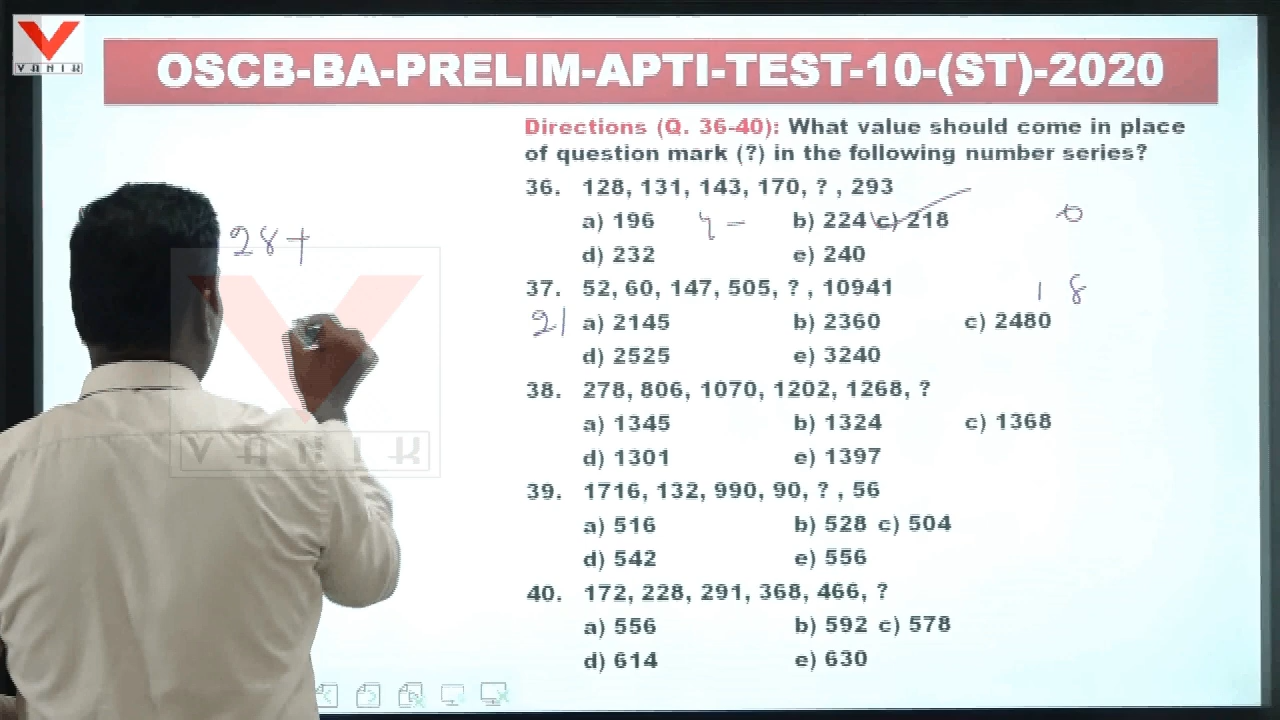 VANIK
OSCB-BA-PRELIM-APTI-TEST-10-(ST)-2020
Directions (Q. 36-40): What value should come in place
of question mark (?) in the following number series?
36. 128, 131, 143, 170, ? , 293
a) 196 b) 224 c) 218
d) 232 e) 240
28+
37. 52, 60, 147, 505, ? , 10941
1 8
21
a) 2145 b) 2360 c) 2480
d) 2525 e) 3240
38. 278, 806, 1070, 1202, 1268, ?
a) 1345 b) 1324 c) 1368
VANIK
d) 1301 e) 1397
39. 1716, 132, 990, 90, ? , 56
a) 516 b) 528 c) 504
d) 542 e) 556
40. 172, 228, 291, 368, 466, ?
a) 556 b) 592 c) 578
d) 614 e) 630